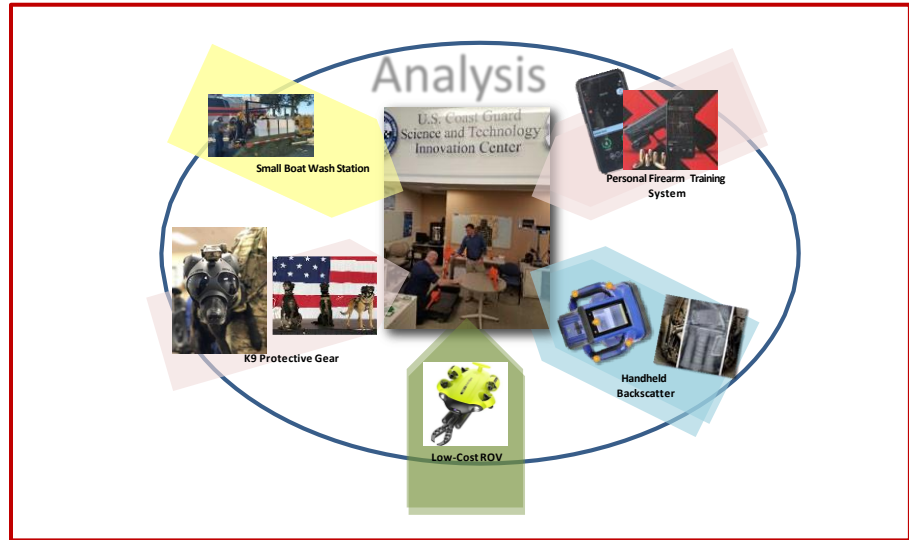 Analysis
U.S. Coast Guard
Science and Technology
Innovation Center
Small Boat Wash Station
Personal Firearm Training
System
K9 Protective Gear
Handheld
Backscatter
Low-Cost ROV